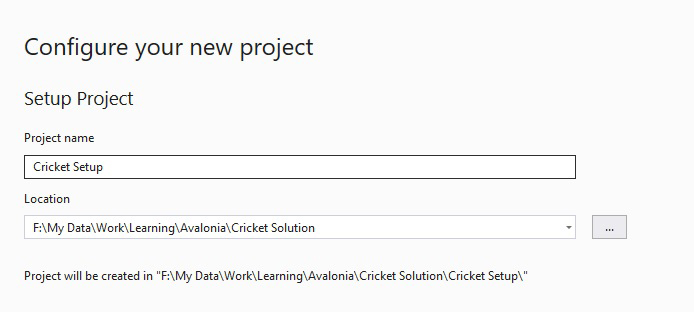 Configure your new project
Setup Project
Project name
Cricket Setup
Location
F:\My Data\Work\Learning\Avalonia\Cricket Solution
...
Project will be created in "F:\My Data\Work\Learning\Avalonia\Cricket Solution\Cricket Setup\"